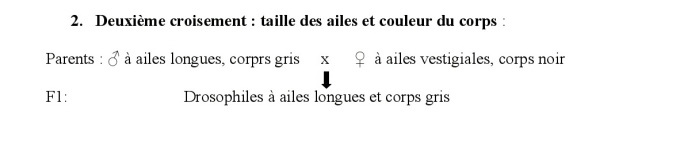 2. Deuxième croisement : taille des ailes et couleur du corps :
Parents : ♂ à ailes longues, corprs gris x ♀ à ailes vestigiales, corps noir
F1: Drosophiles à ailes longues et corps gris